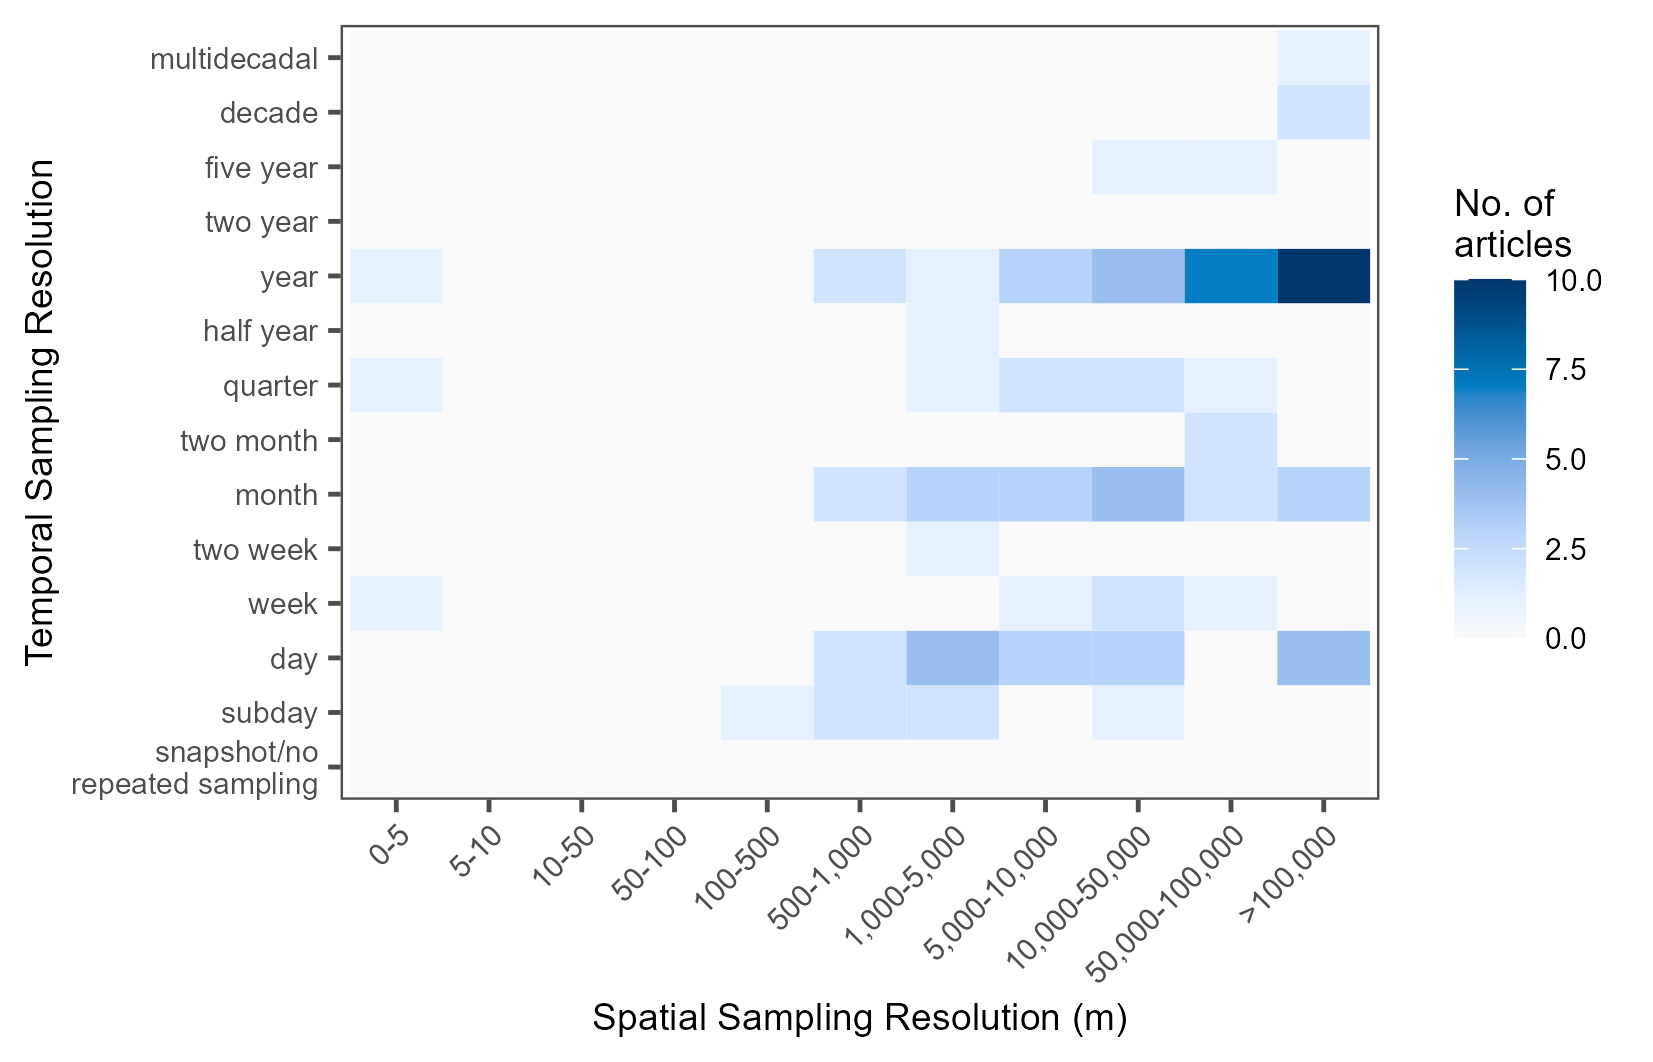 multidecadal
decade
five year
two year
year
half year
quarter
two month
month
two week
week
day
subday
snapshot/no
repeated sampling
Temporal Sampling Resolution
0-5
5-10
10-50
50-100
100-500
500-1,000
1,000-5,000
5,000-10,000
10,000-50,000
50,000-100,000
>100,000
Spatial Sampling Resolution (m)
No. of
articles
10.0
7.5
5.0
2.5
0.0